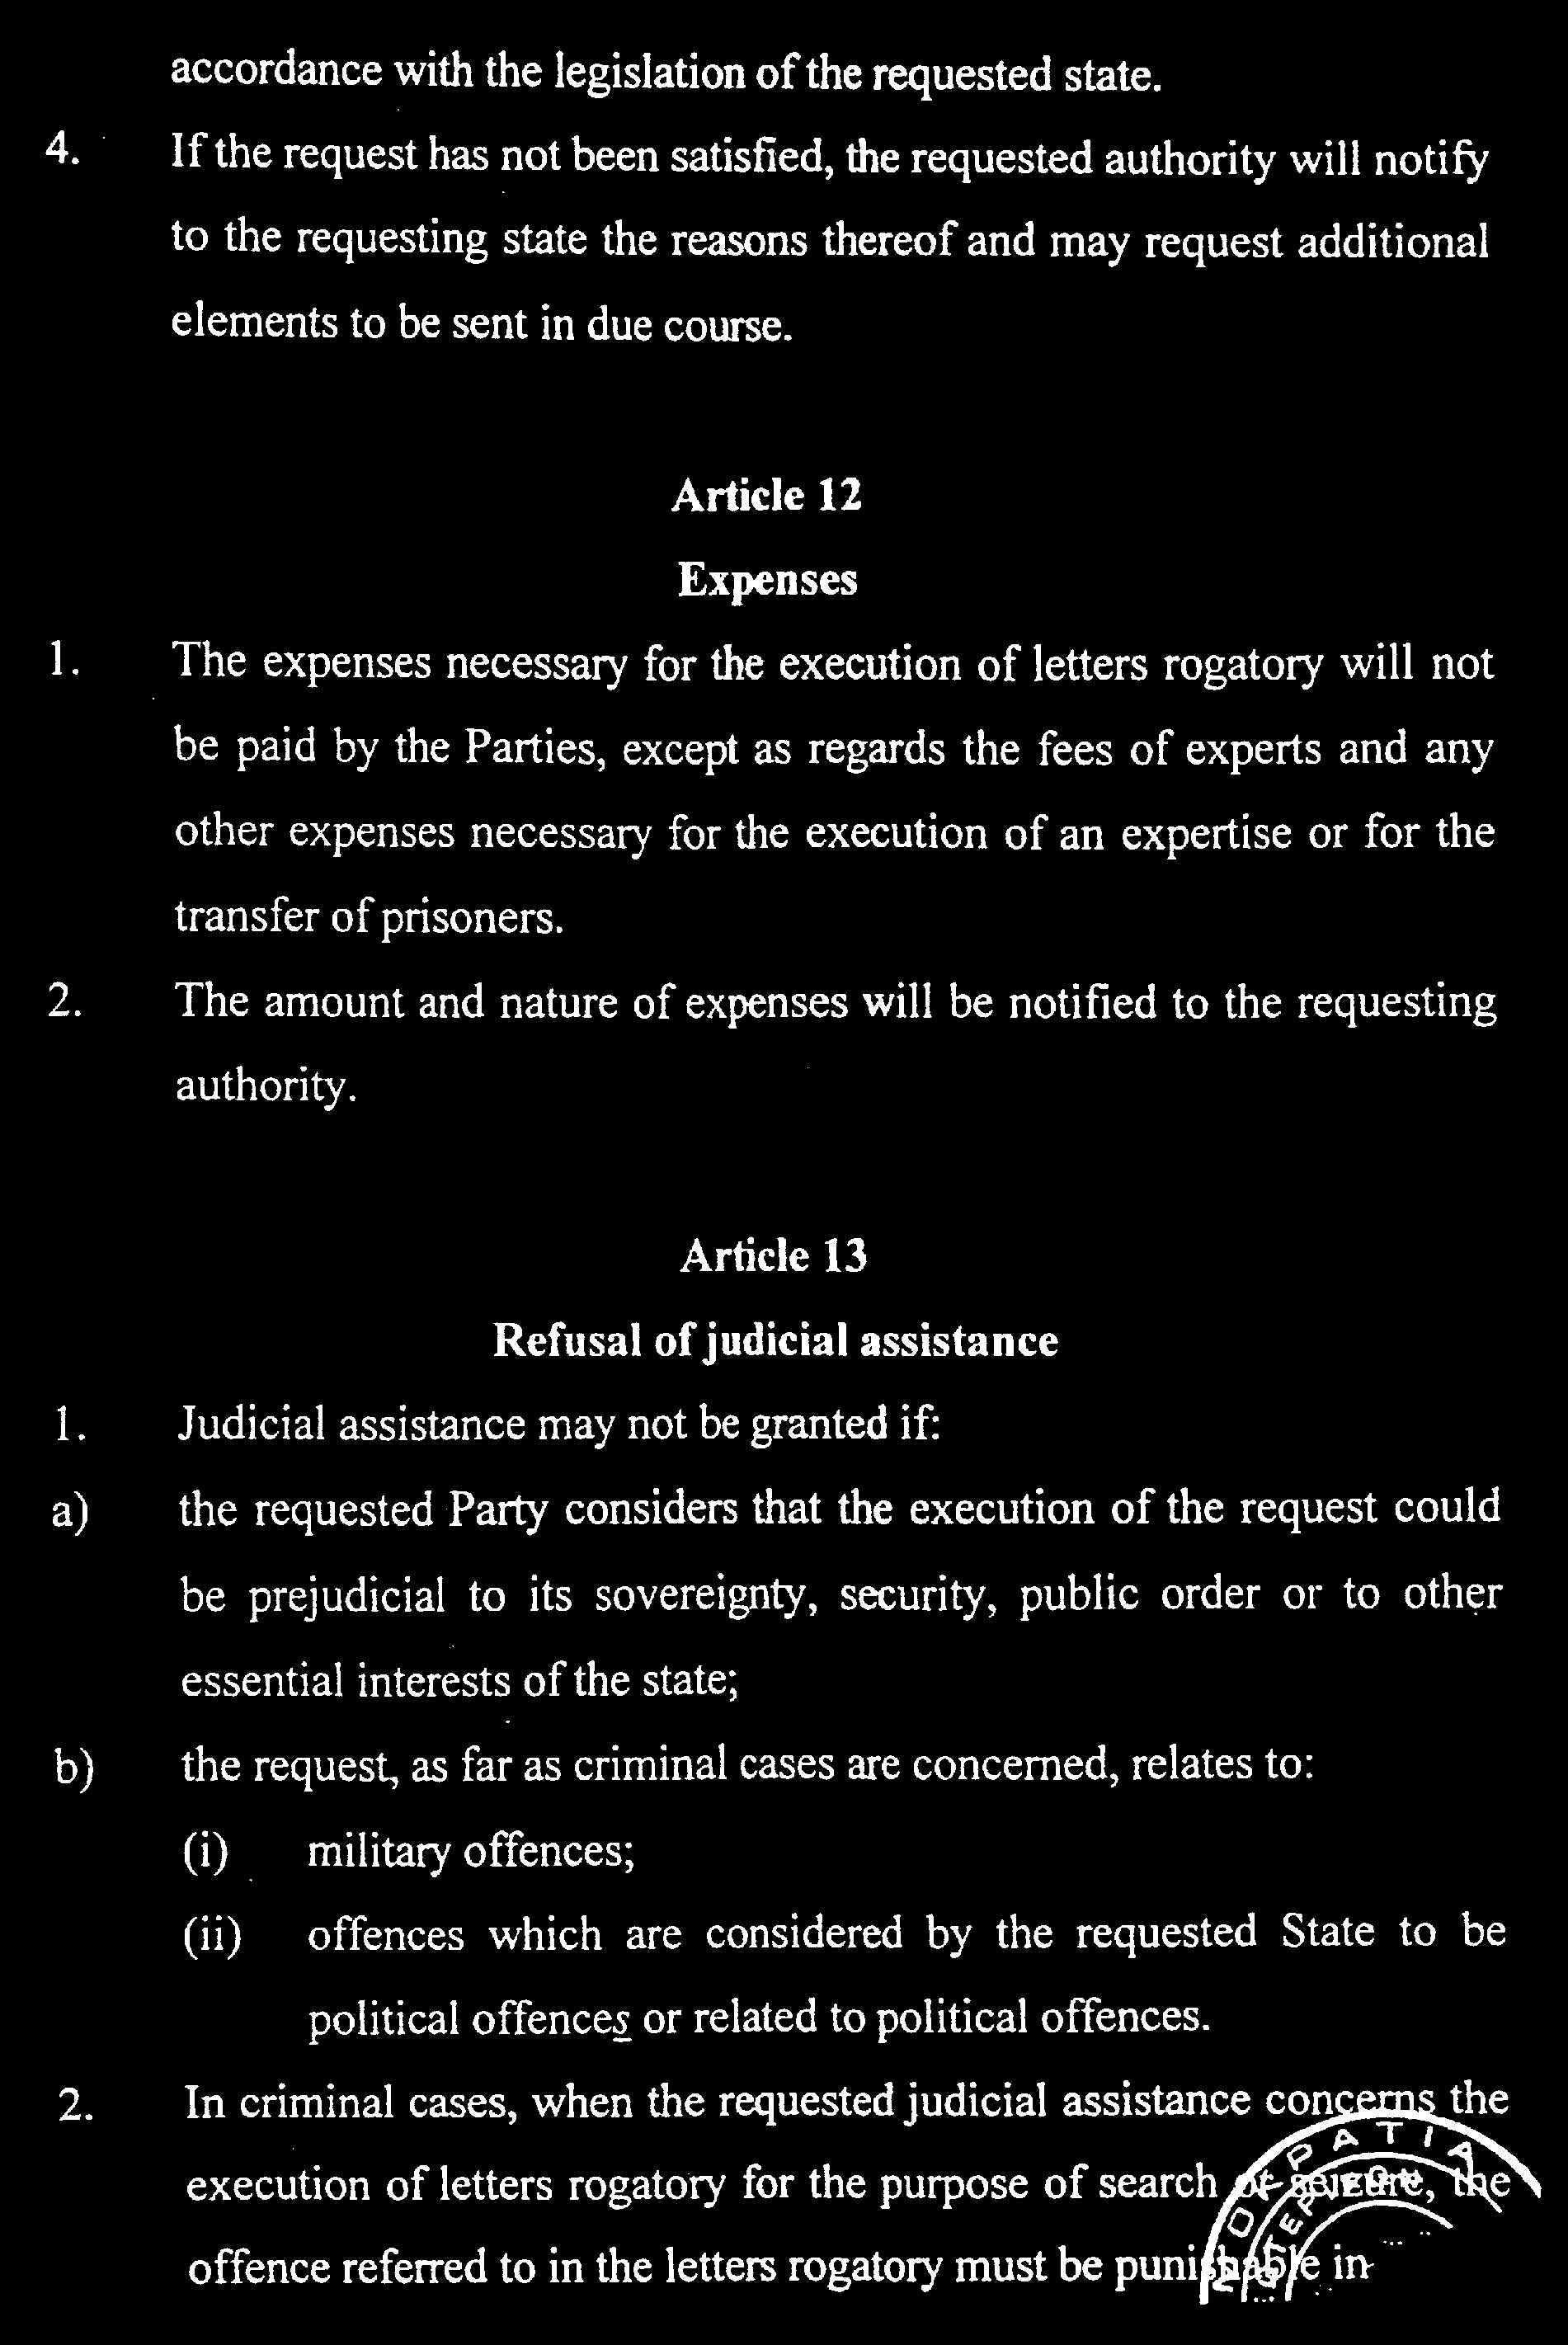 accordance with the legislation of the requested state.
4. If the request has not been satisfied, the requested authority will notify
to the requesting state the reasons thereof and may request additional
elements to be sent in due course.
Article 12
Expenses
1. The expenses necessary for the execution of letters rogatory will not
be paid by the Parties, except as regards the fees of experts and any
other expenses necessary for the execution of an expertise or for the
transfer of prisoners.
2. The amount and nature of expenses will be notified to the requesting
authority.
Article 13
Refusal of judicial assistance
1. Judicial assistance may not be granted if:
a) the requested Party considers that the execution of the request could
be prejudicial to its sovereignty, security, public order or to other
essential interests of the state;
b) the request, as far as criminal cases are concerned, relates to:
(i) military offences;
(ii) offences which are considered by the requested State to be
political offences or related to political offences.
2. In criminal cases, when the requested judicial assistance concerns the
execution of letters rogatory for the purpose of search or seizure, the
offence referred to in the letters rogatory must be punishable in